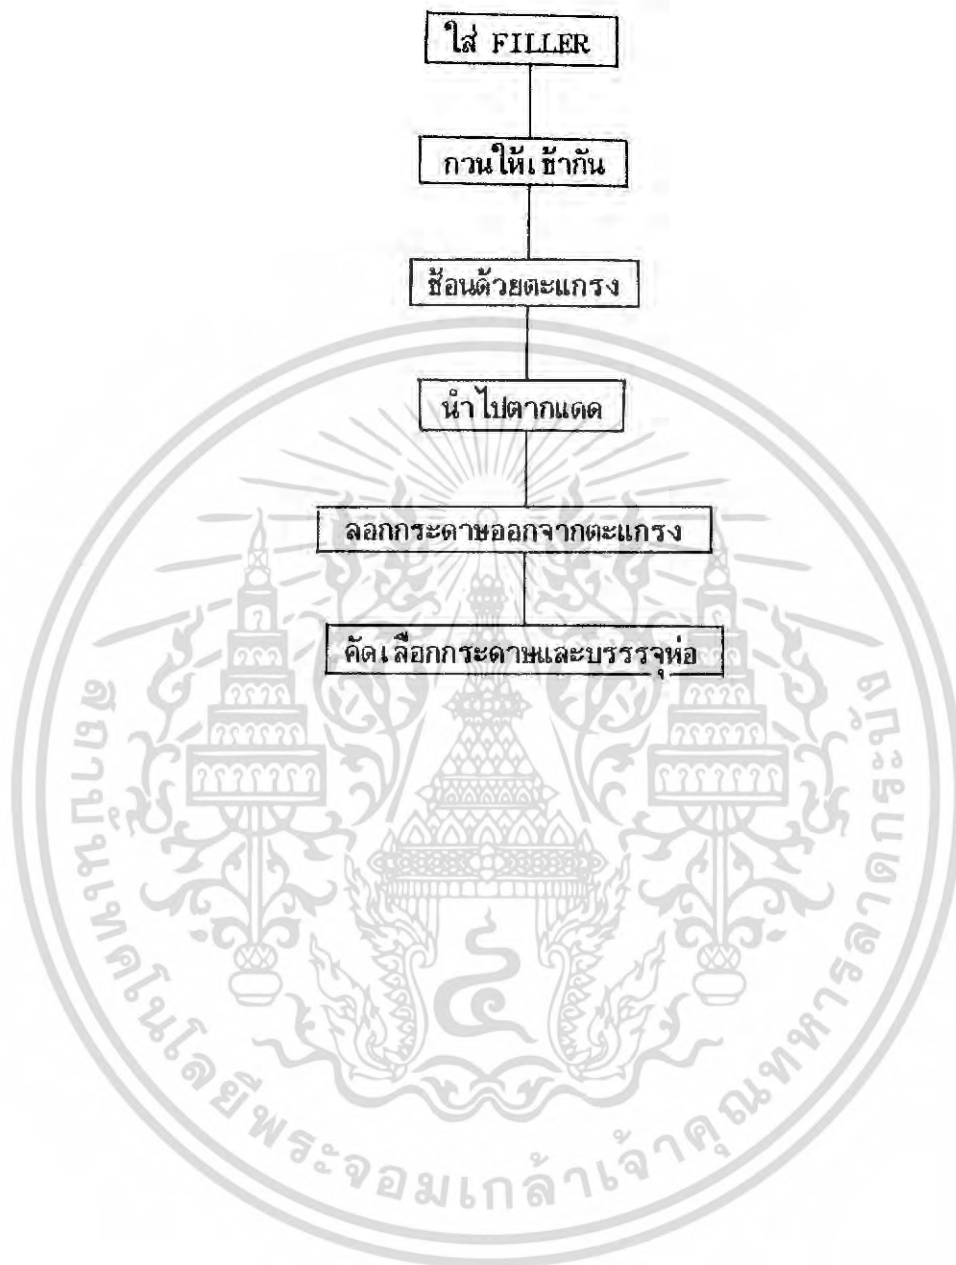 ใส่ FILLER
กวนให้เข้ากัน
ช้อนด้วยตะแกรง
นำไปตากแดด
ลอกกระดาษออกจากตะแกรง
คัดเลือกกระดาษและบรรรจุห่อ
สถาบันเทคโนโลยีพระจอมเกล้าเจ้าคุณทหารลาดกระบัง